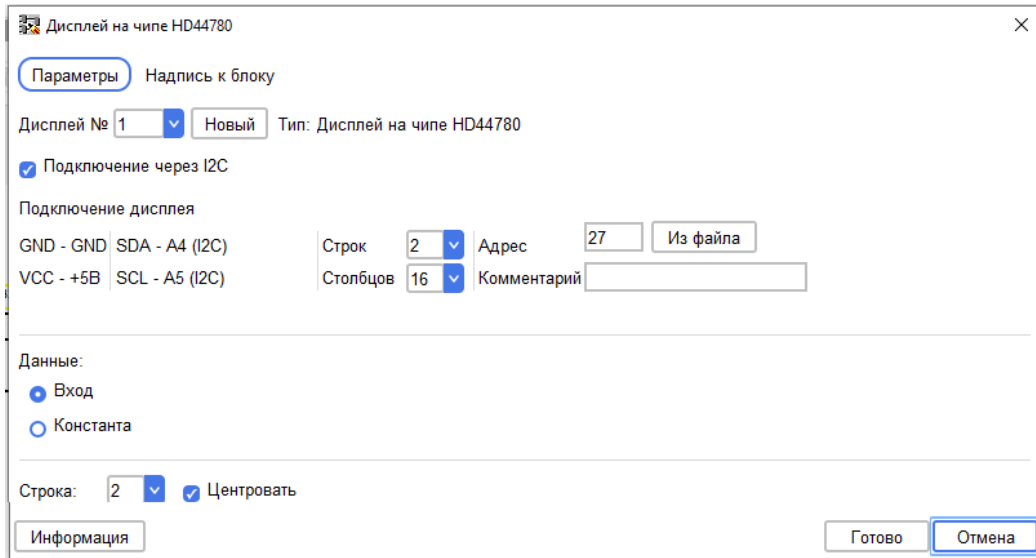 Дисплей на чипе HD44780
Параметры Надпись к блоку
Дисплей № 1 Новый Тип: Дисплей на чипе HD44780
Подключение через I2C
Подключение дисплея
GND - GND SDA - A4 (I2C) Строк 2 Адрес 27 Из файла
VCC - +5В SCL - A5 (I2C) Столбцов 16 Комментарий
Данные:
Вход
Константа
Строка: 2 Центровать
Информация Готово Отмена